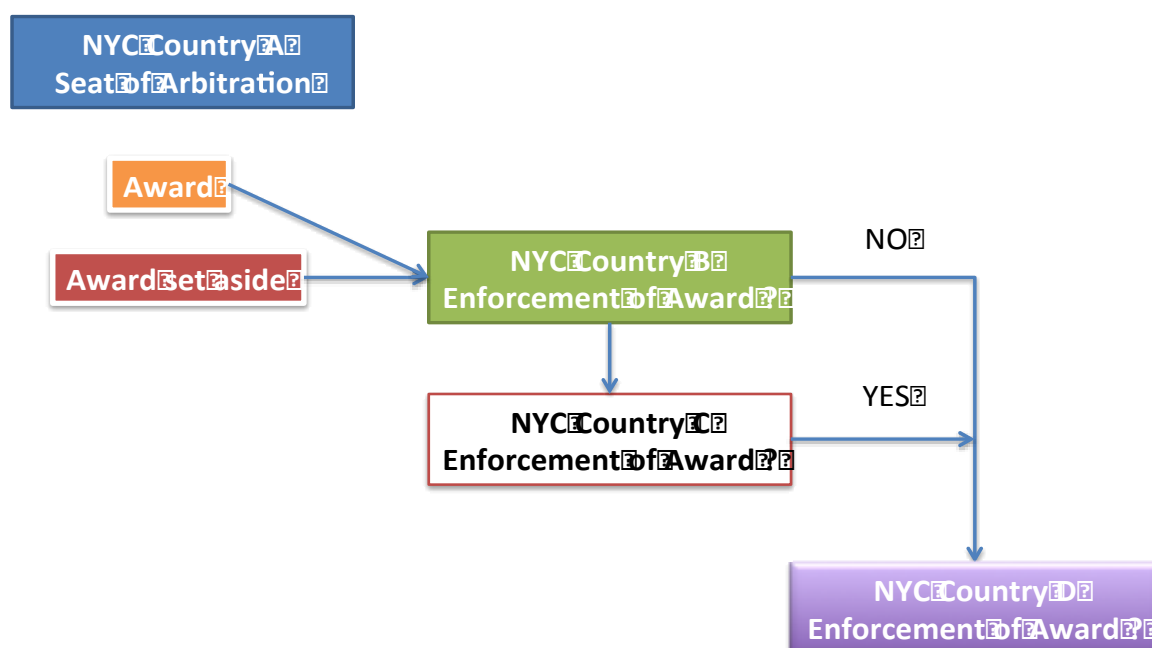 NYC Country A
Seat of Arbitration
Award
Award set aside
NYC Country B
Enforcement of Award ?
NO
NYC Country C
Enforcement of Award ?
YES
NYC Country D
Enforcement of Award ?